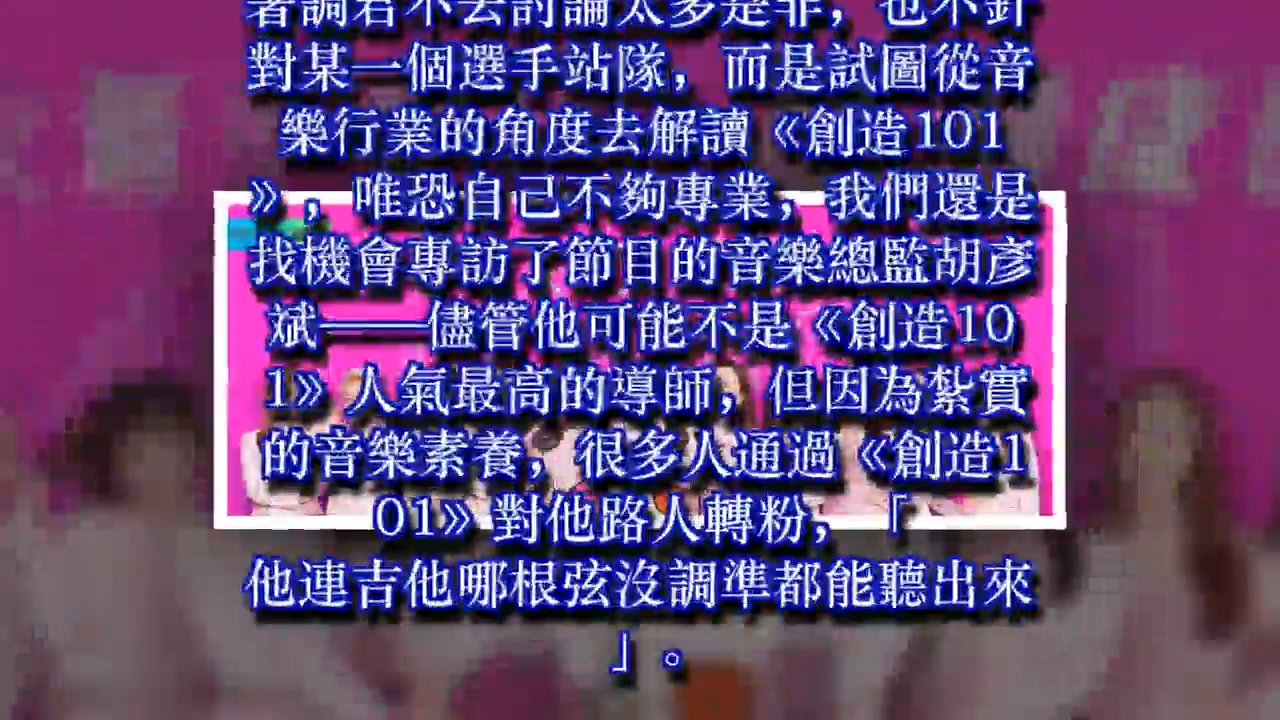 著調君不去討論太多是非，也不針
對某一個選手站隊，而是試圖從音
樂行業的角度去解讀《創造101
》，唯恐自己不夠專業，我們還是
找機會專訪了節目的音樂總監胡彥
斌——儘管他可能不是《創造10
1》人氣最高的導師，但因為紮實
的音樂素養，很多人通過《創造1
01》對他路人轉粉，「
他連吉他哪根弦沒調準都能聽出來
」。